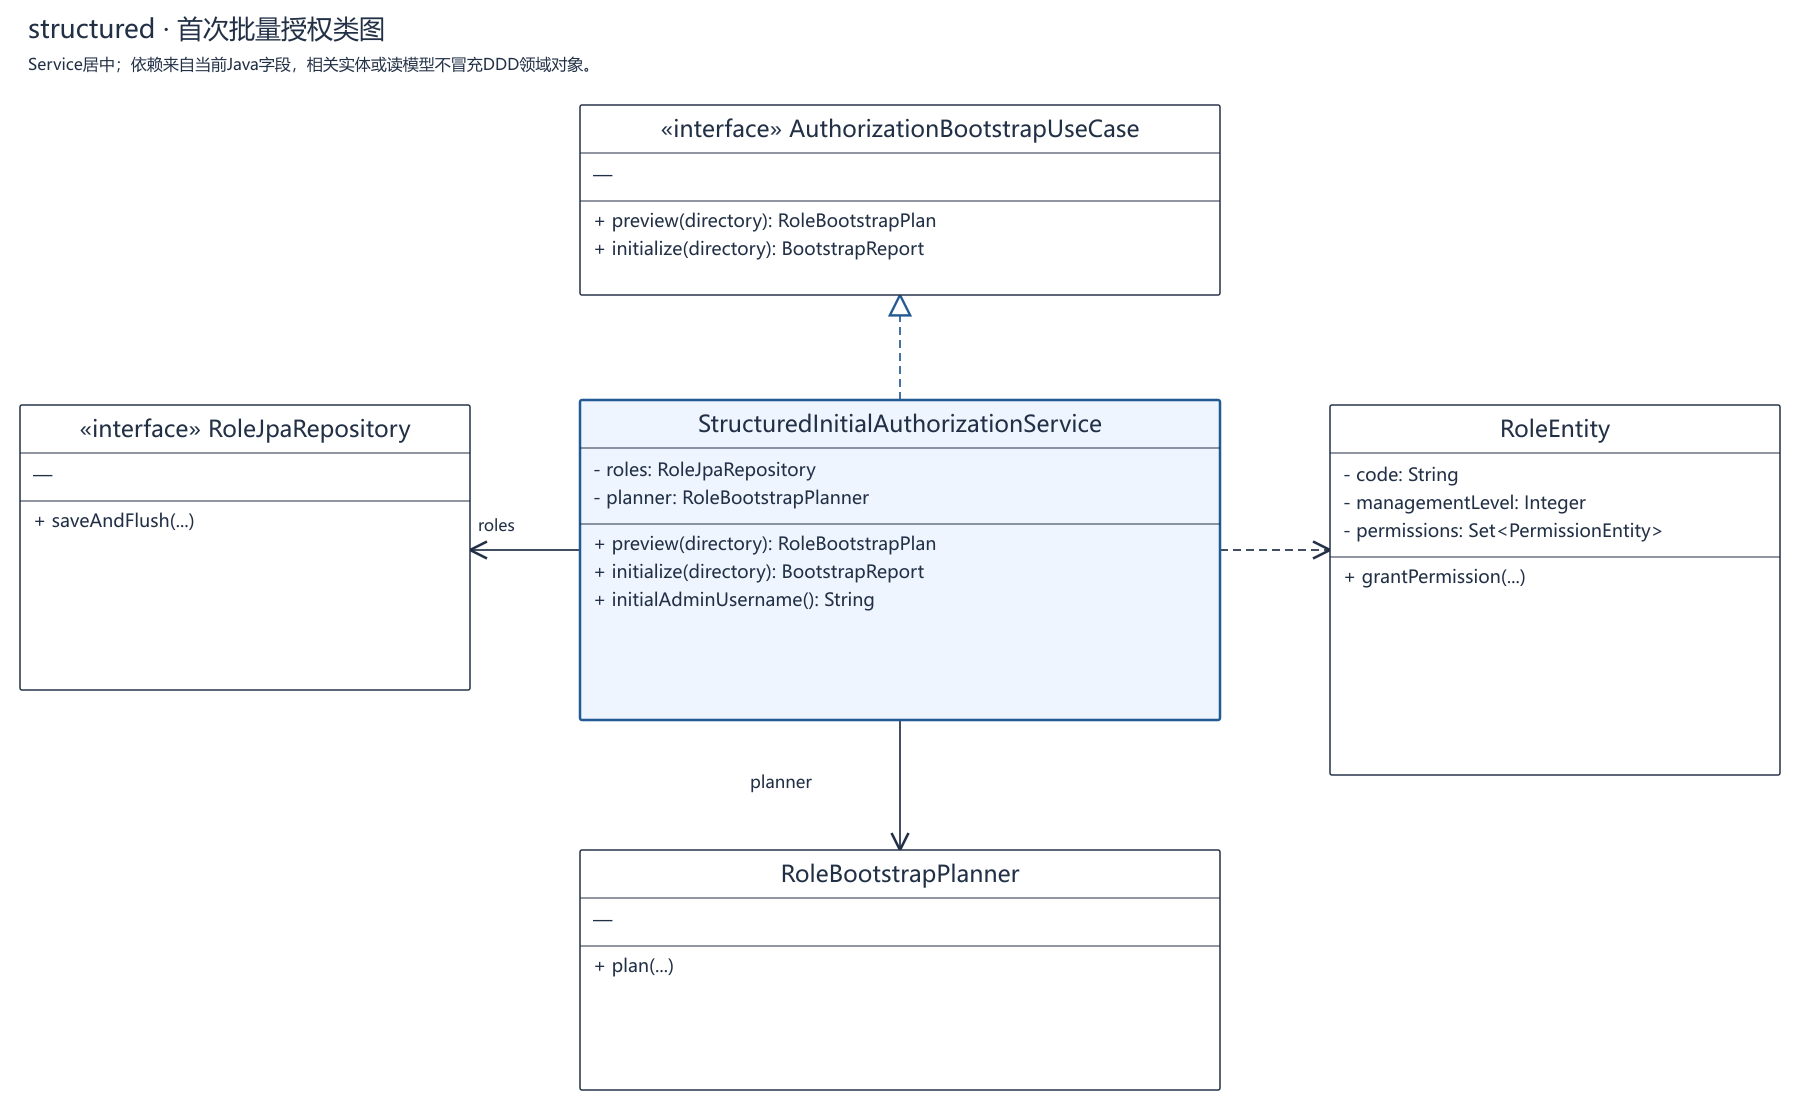 structured · 首次批量授权类图
Service居中；依赖来自当前Java字段，相关实体或读模型不冒充DDD领域对象。
«interface» AuthorizationBootstrapUseCase
—
+ preview(directory): RoleBootstrapPlan
+ initialize(directory): BootstrapReport
«interface» RoleJpaRepository
—
+ saveAndFlush(...)
roles
StructuredInitialAuthorizationService
- roles: RoleJpaRepository
- planner: RoleBootstrapPlanner
+ preview(directory): RoleBootstrapPlan
+ initialize(directory): BootstrapReport
+ initialAdminUsername(): String
RoleEntity
- code: String
- managementLevel: Integer
- permissions: Set<PermissionEntity>
+ grantPermission(...)
planner
RoleBootstrapPlanner
—
+ plan(...)